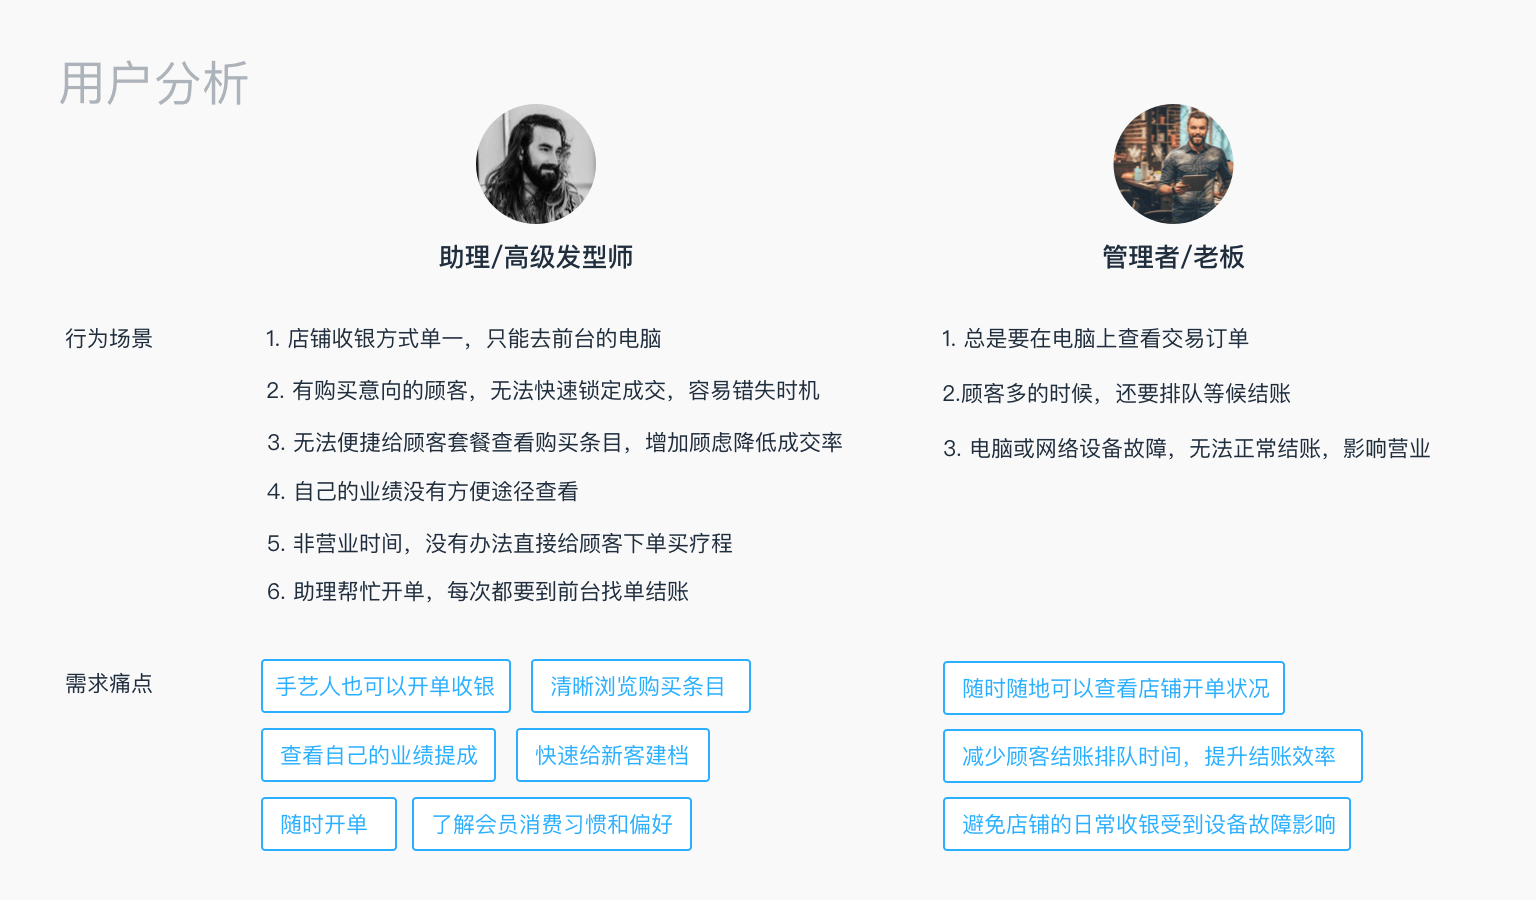 用户分析
助理/高级发型师
管理者/老板
行为场景
1. 店铺收银方式单一，只能去前台的电脑
2. 有购买意向的顾客，无法快速锁定成交，容易错失时机
3. 无法便捷给顾客套餐查看购买条目，增加顾虑降低成交率
4. 自己的业绩没有方便途径查看
5. 非营业时间，没有办法直接给顾客下单买疗程
6. 助理帮忙开单，每次都要到前台找单结账
1. 总是要在电脑上查看交易订单
2.顾客多的时候，还要排队等候结账
3. 电脑或网络设备故障，无法正常结账，影响营业
需求痛点
手艺人也可以开单收银
清晰浏览购买条目
查看自己的业绩提成
快速给新客建档
随时开单
了解会员消费习惯和偏好
随时随地可以查看店铺开单状况
减少顾客结账排队时间，提升结账效率
避免店铺的日常收银受到设备故障影响